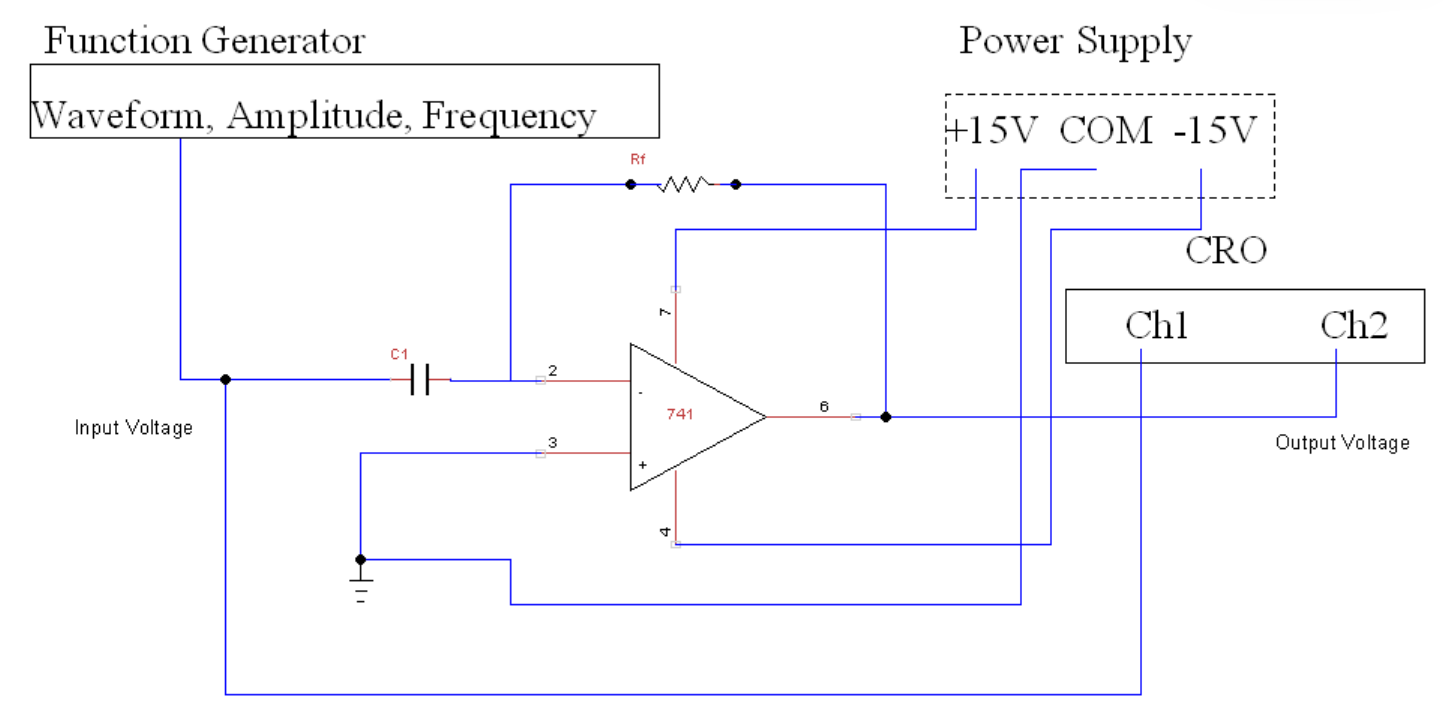 Function Generator
Power Supply
Waveform, Amplitude, Frequency
+15V COM -15V
Rf
CRO
7
Ch1
Ch2
C1
2
-
741
6
Input Voltage
3
+
Output Voltage
4